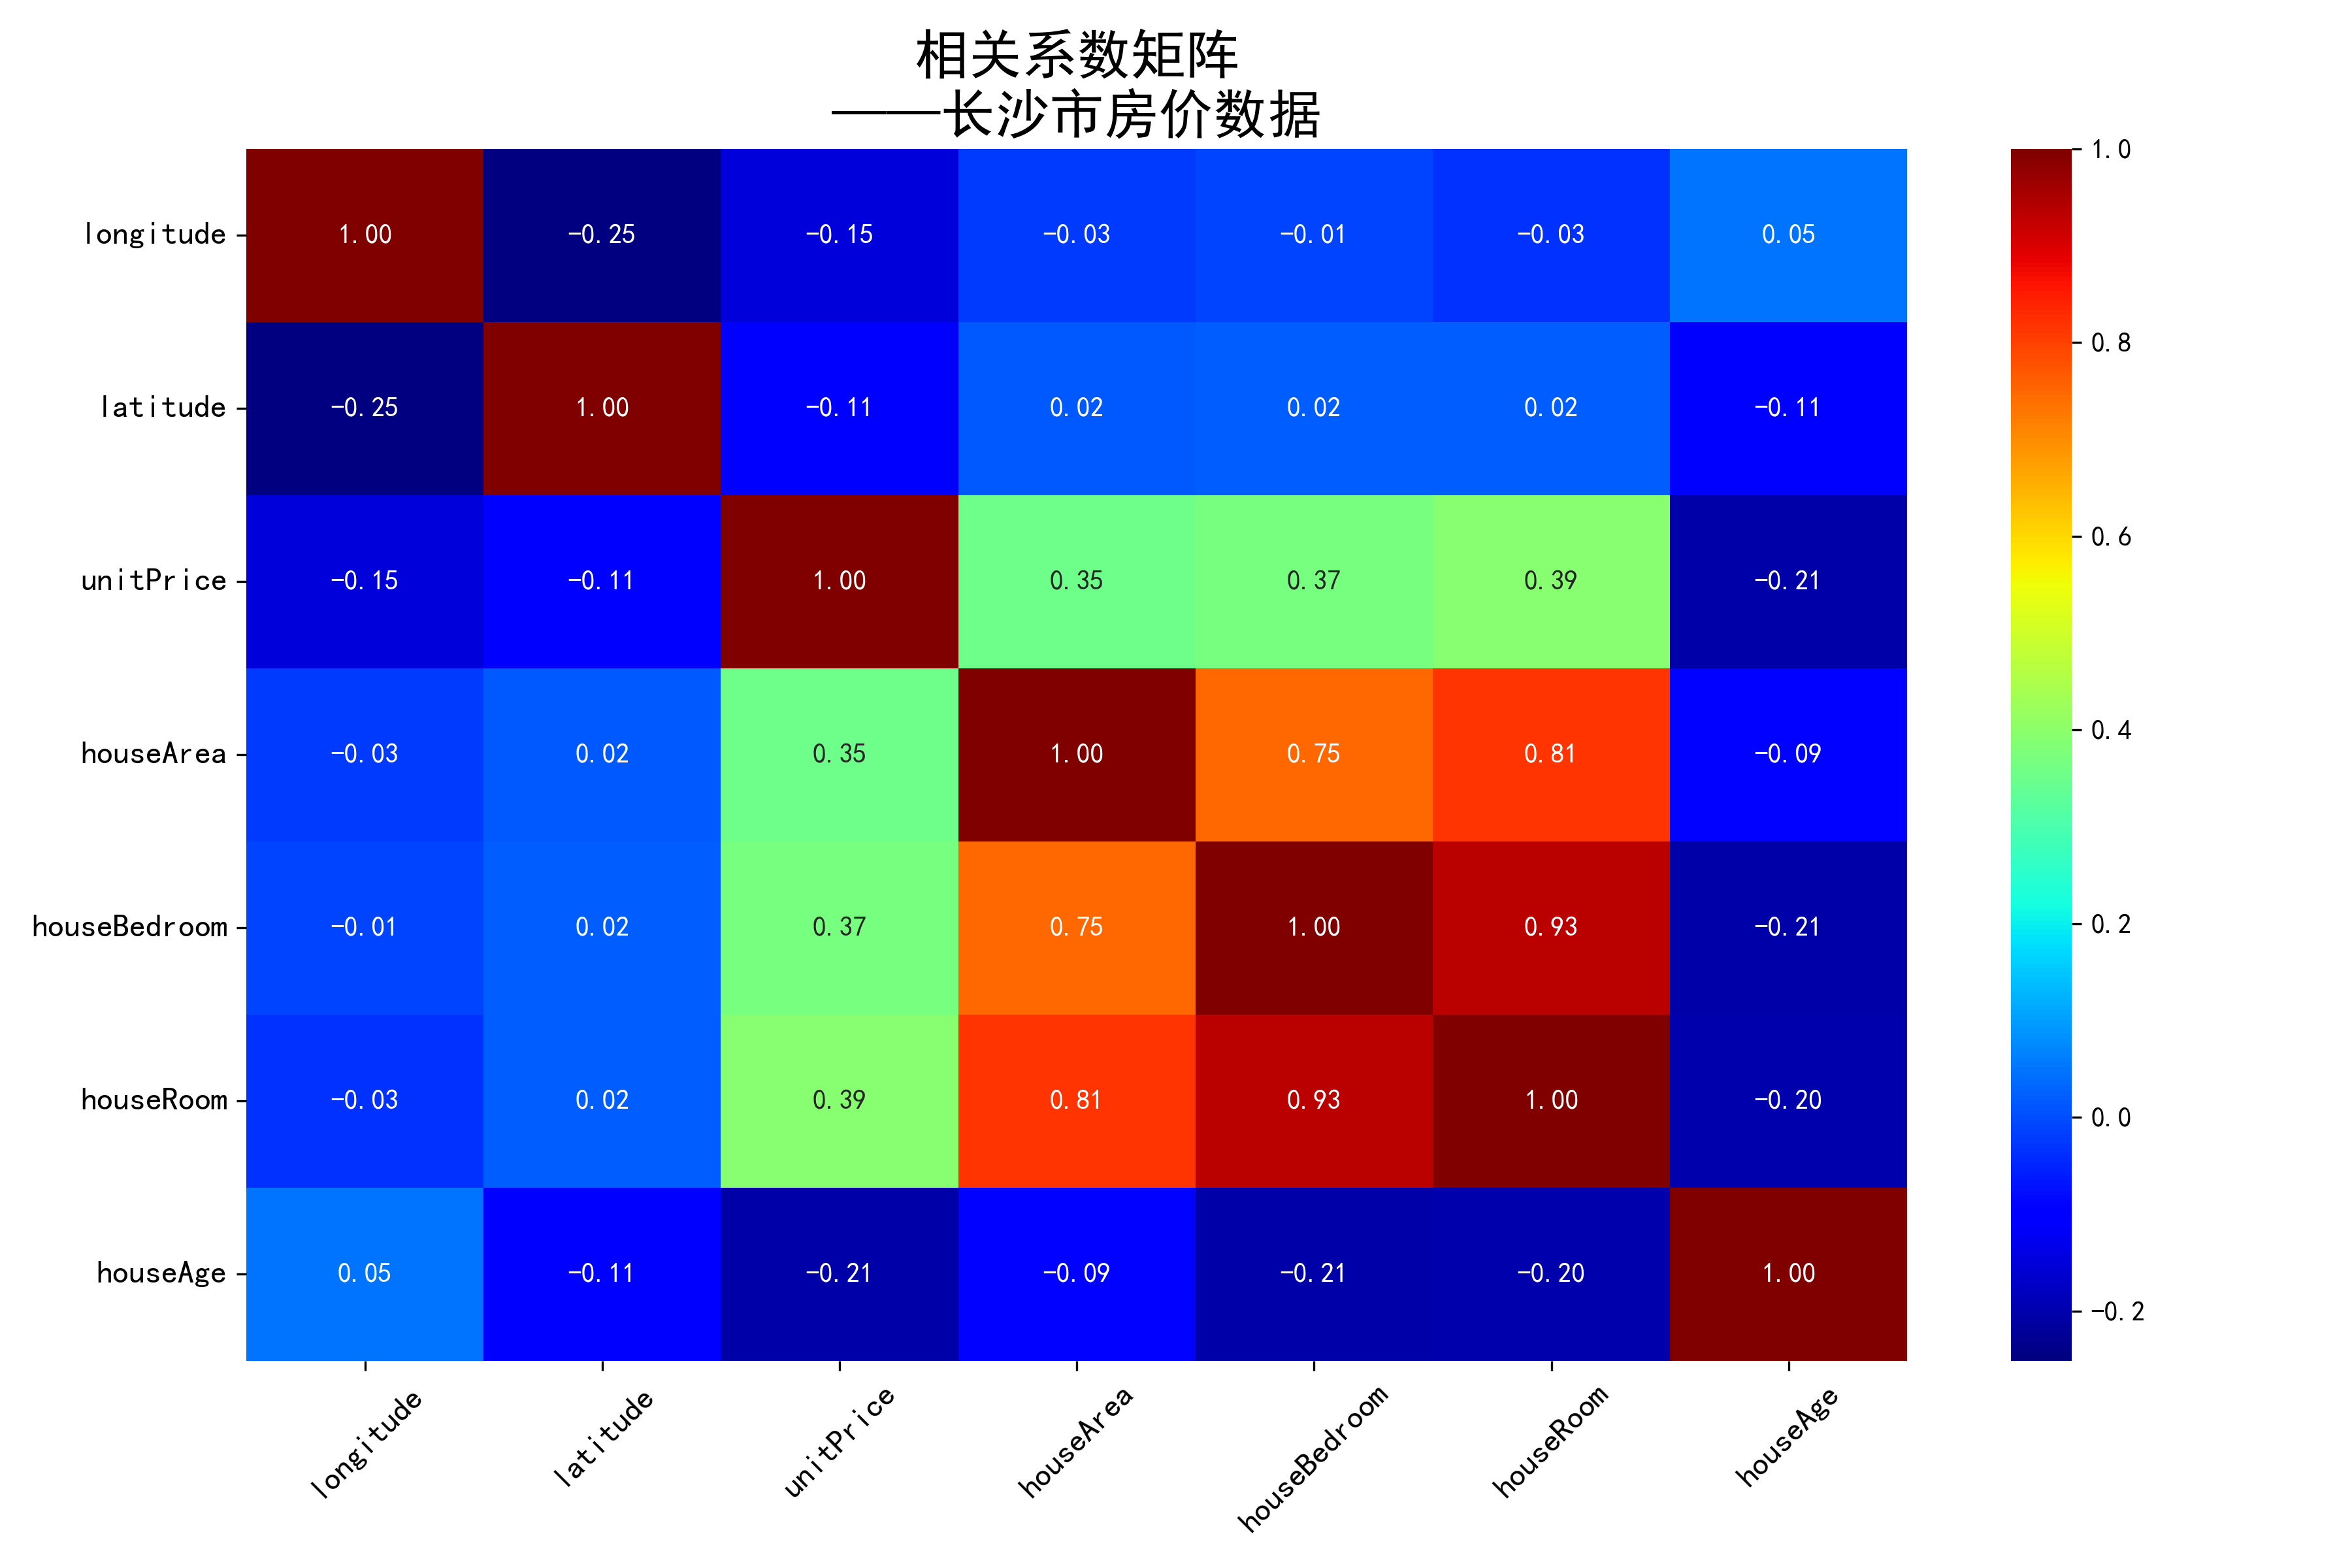 相关系数矩阵
——长沙市房价数据
longitude 1.00 -0.25 -0.15 -0.03 -0.01 -0.03 0.05
latitude -0.25 1.00 -0.11 0.02 0.02 0.02 -0.11
unitPrice -0.15 -0.11 1.00 0.35 0.37 0.39 -0.21
houseArea -0.03 0.02 0.35 1.00 0.75 0.81 -0.09
houseBedroom -0.01 0.02 0.37 0.75 1.00 0.93 -0.21
houseRoom -0.03 0.02 0.39 0.81 0.93 1.00 -0.20
houseAge 0.05 -0.11 -0.21 -0.09 -0.21 -0.20 1.00
longitude latitude unitPrice houseArea houseBedroom houseRoom houseAge
1.0
0.8
0.6
0.4
0.2
0.0
-0.2